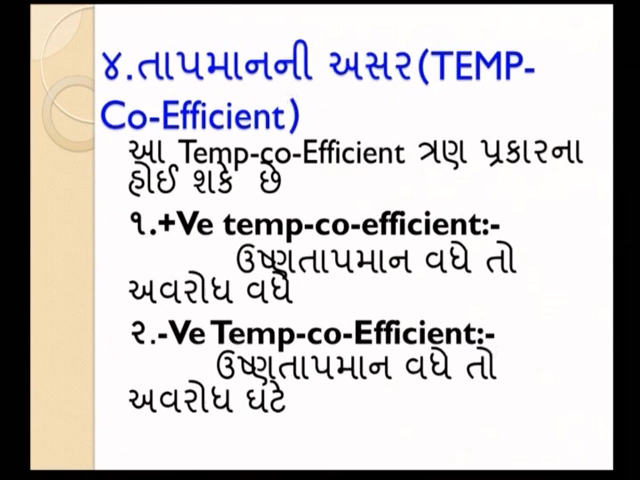 ૪.તાપમાનની અસર(TEMP-
Co-Efficient)
આ Temp-co-Efficient ત્રણ પ્રકારના
હોઈ શકે છે
૧.+Ve temp-co-efficient:-
ઉષ્ણતાપમાન વધે તો
અવરોધ વધે
૨.-Ve Temp-co-Efficient:-
ઉષ્ણતાપમાન વધે તો
અવરોધ ઘટે